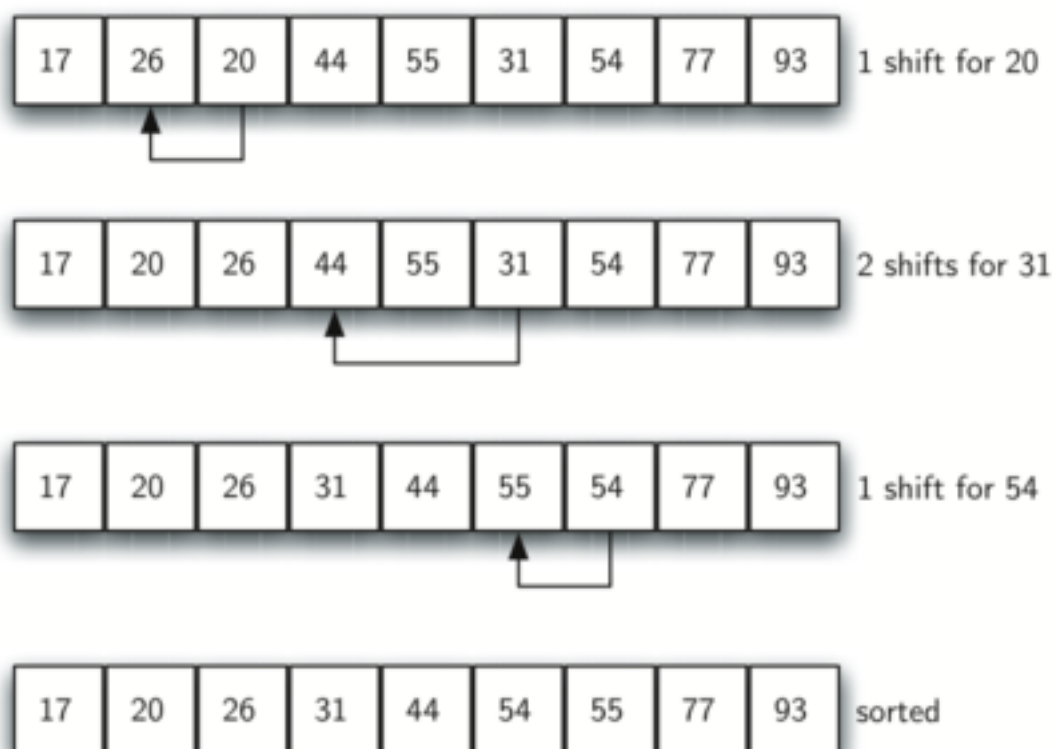 17 26 20 44 55 31 54 77 93 1 shift for 20
17 20 26 44 55 31 54 77 93 2 shifts for 31
17 20 26 31 44 55 54 77 93 1 shift for 54
17 20 26 31 44 54 55 77 93 sorted